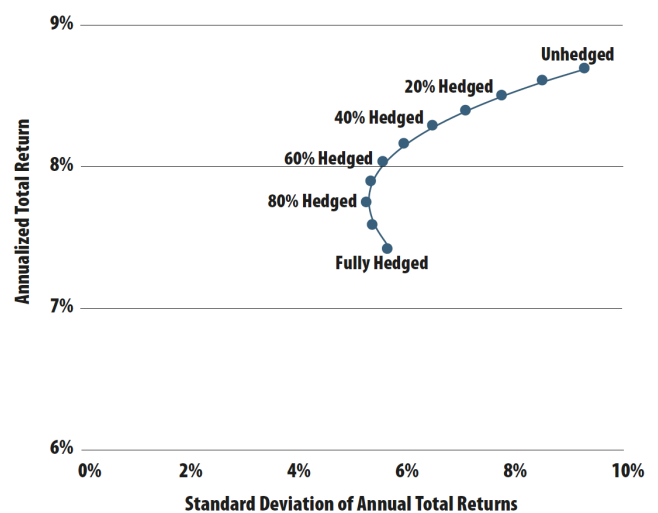 9%
Unhedged
20% Hedged
40% Hedged
60% Hedged
8%
80% Hedged
Fully Hedged
7%
6%
0% 2% 4% 6% 8% 10%
Annualized Total Return
Standard Deviation of Annual Total Returns